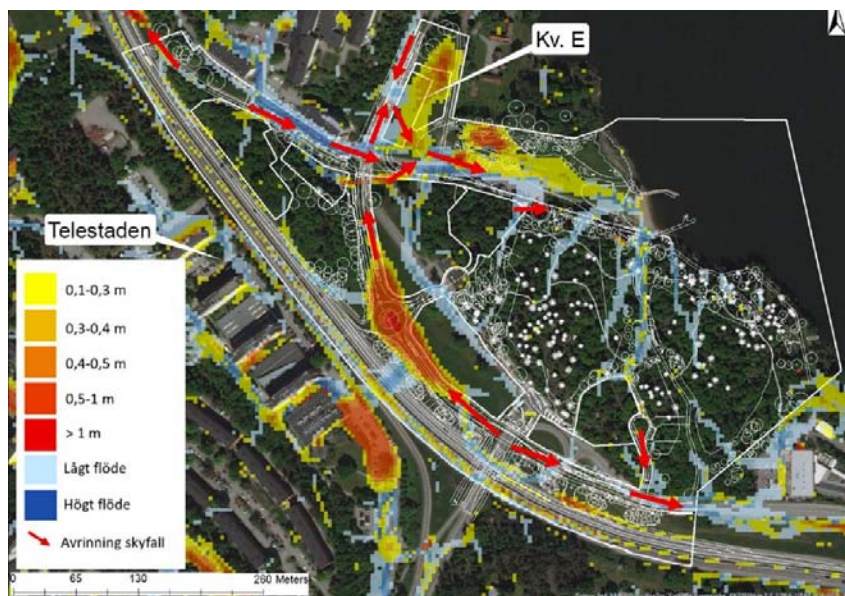 Kv. E
Telestaden
0,1-0,3 m
0,3-0,4 m
0,4-0,5 m
0,5-1 m
> 1 m
Lågt flöde
Högt flöde
Avrinning skyfall
0 65 130 260 Meters